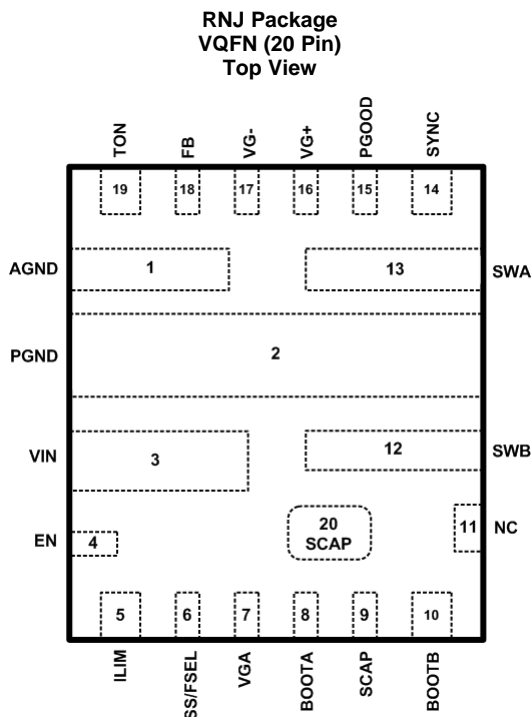 RNJ Package
VQFN (20 Pin)
Top View
TON
FB
VG-
VG+
PGOOD
SYNC
19
18
17
16
15
14
AGND
1
13
SWA
PGND
2
VIN
3
12
SWB
EN
4
20
SCAP
11
NC
5
6
7
8
9
10
ILIM
SS/FSEL
VGA
BOOTA
SCAP
BOOTB